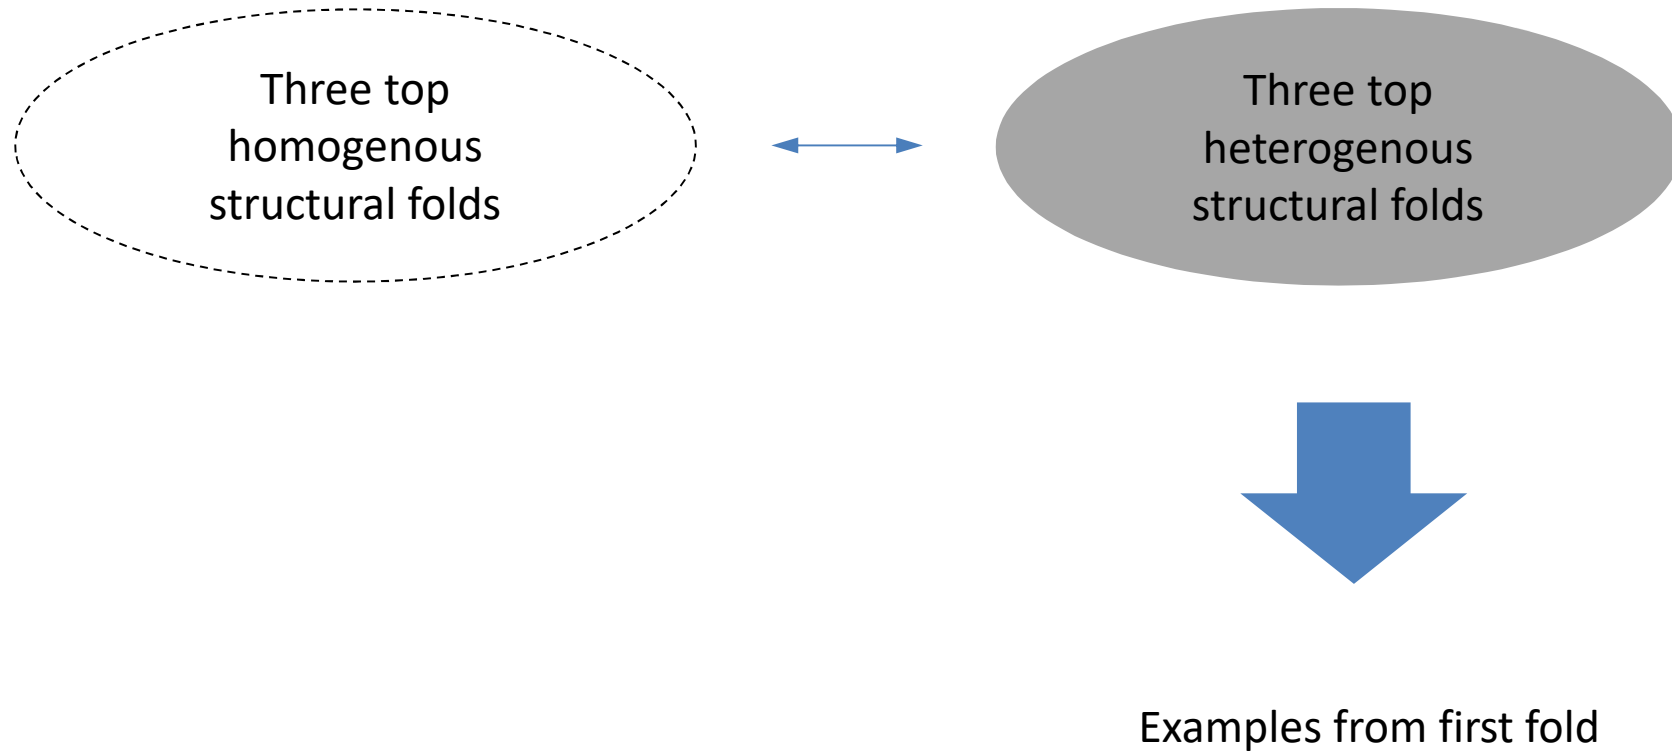 Three top
homogenous
structural folds
Three top
heterogenous
structural folds
Examples from first fold